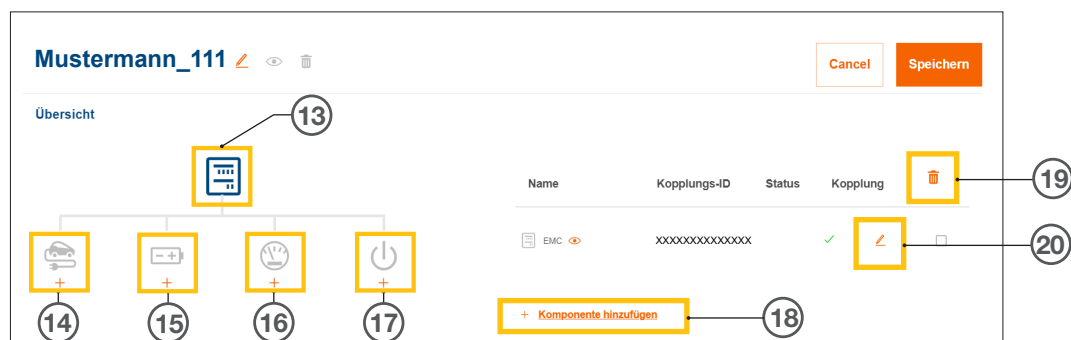 Mustermann_111
Cancel
Speichern
Übersicht
13
Name Kopplungs-ID Status Kopplung
19
EMC XXXXXXXXXXXXXX
20
+ + + +
14 15 16 17
+ Komponente hinzufügen
18